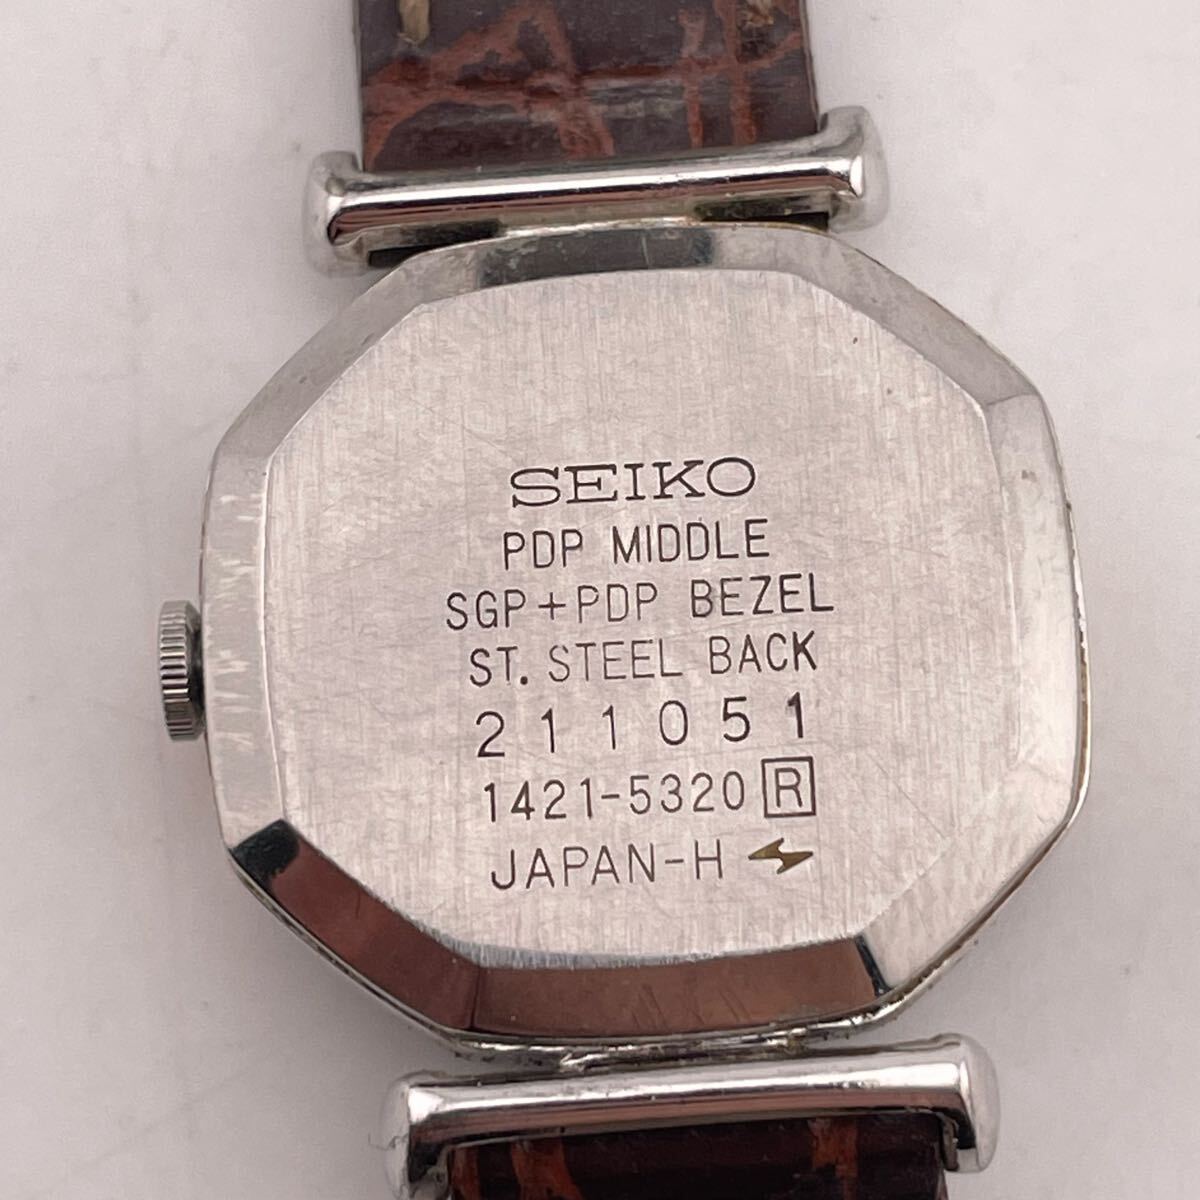 SEIKO
PDP MIDDLE
SGP+PDP BEZEL
ST. STEEL BACK
211051
1421-5320 R
JAPAN-H